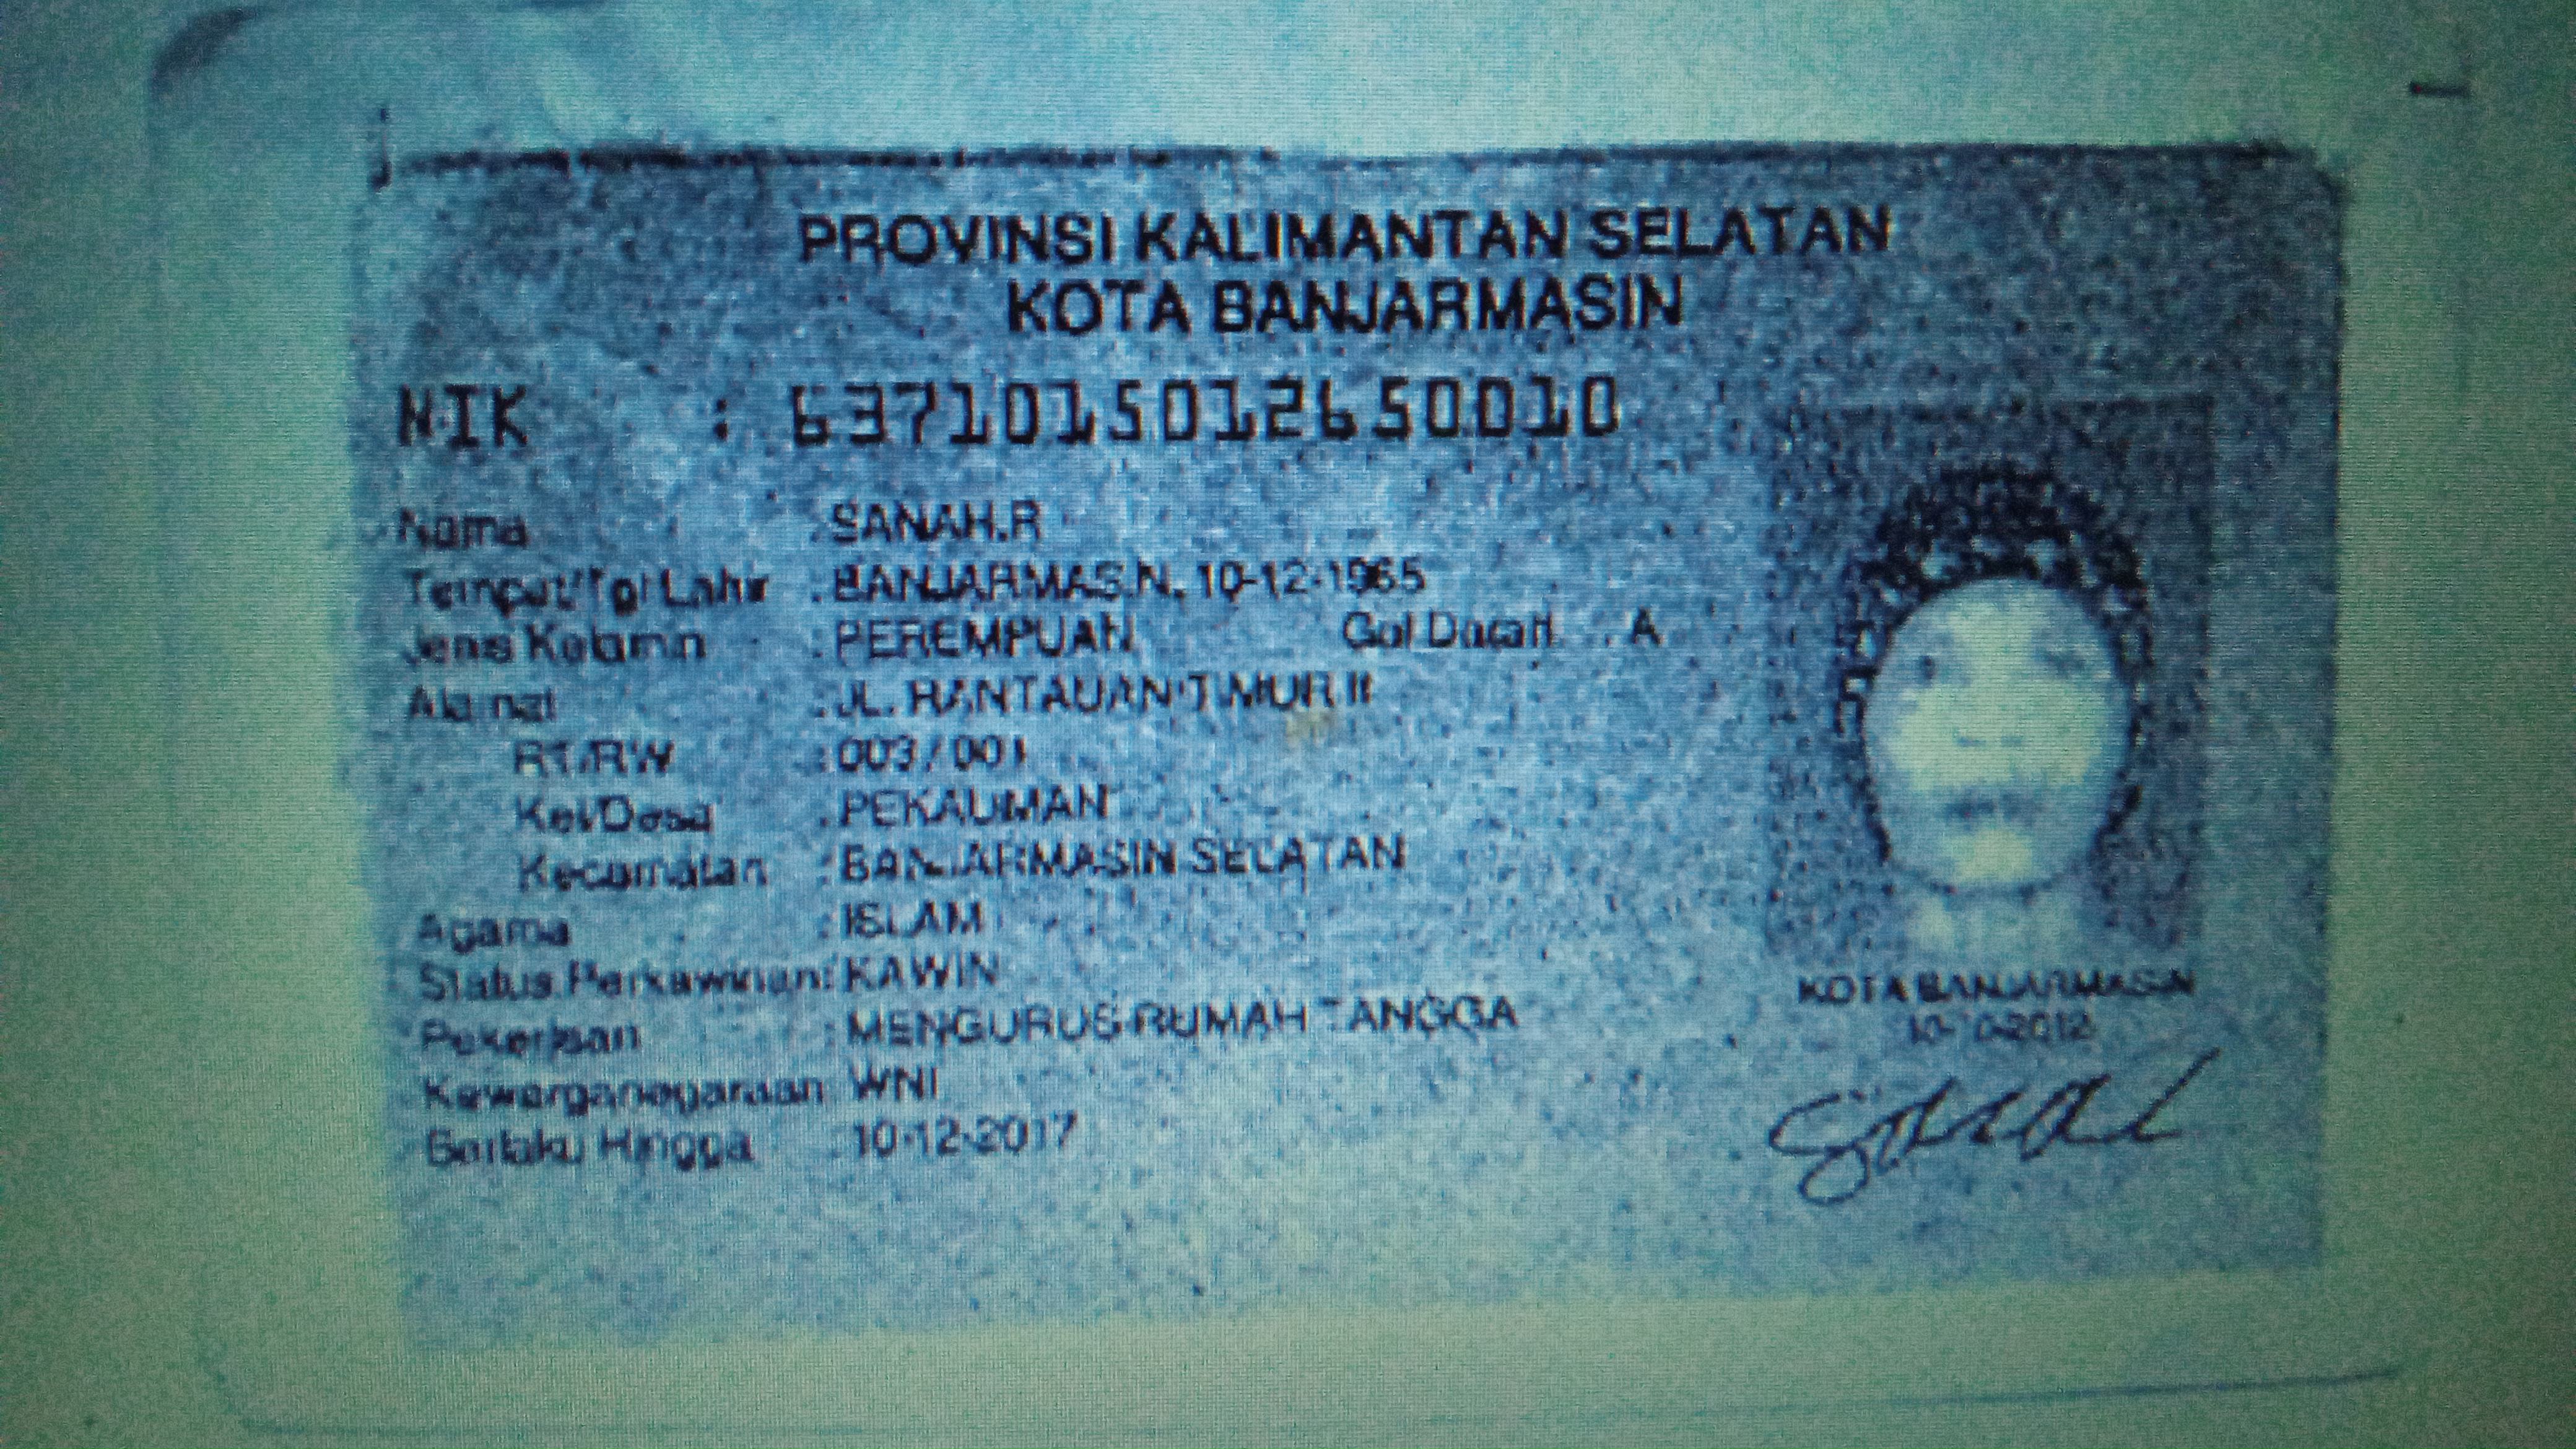 PROVINSI KALIMANTAN SELATAN
KOTA BANJARMASIN
NIK : 6371015012650010
Nama : SANAH.R
Tempat/Tgl Lahir : BANJARMASIN, 10-12-1965
Jenis Kelamin : PEREMPUAN Gol Darah : A
Alamat : JL. RANTAUAN TIMUR II
RT/RW : 003 / 001
Kel/Desa : PEKAUMAN
Kecamatan : BANJARMASIN SELATAN
Agama : ISLAM
Status Perkawinan: KAWIN
Pekerjaan : MENGURUS RUMAH TANGGA
Kewarganegaraan: WNI
Berlaku Hingga : 10-12-2017
KOTA BANJARMASIN
10-10-2012